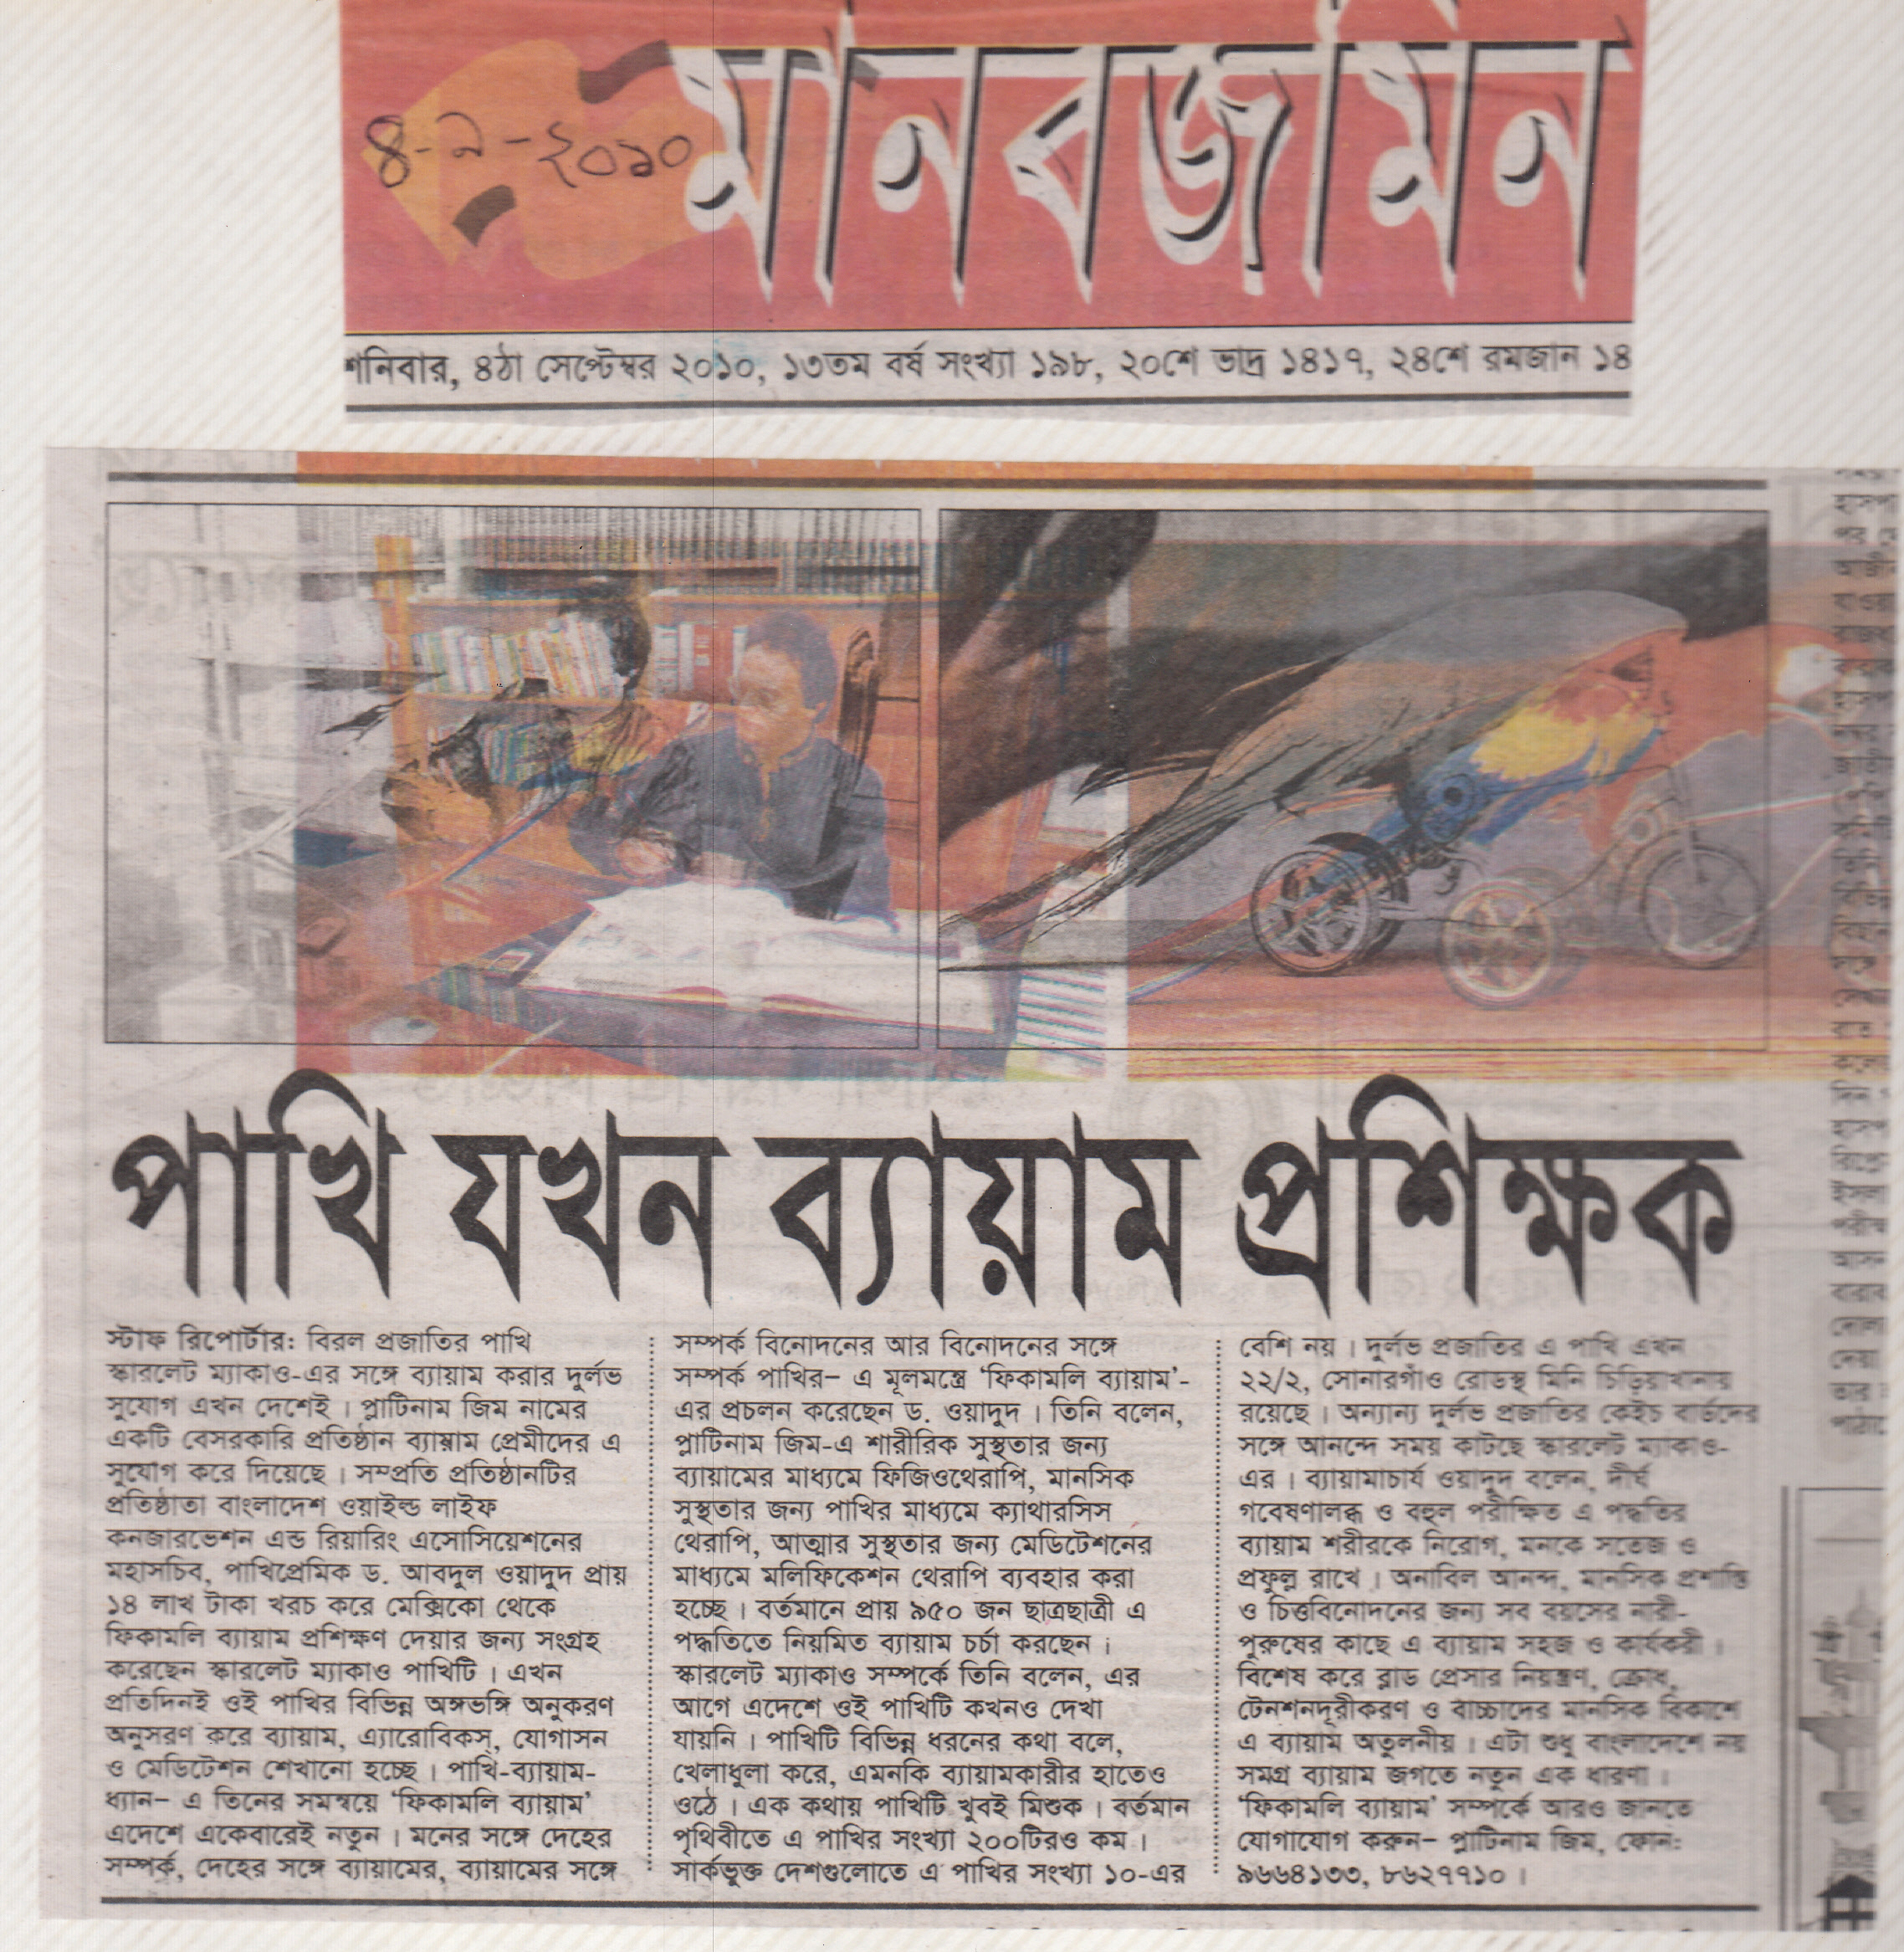 মানবজমিন
৪-৯-২০১০
শনিবার, ৪ঠা সেপ্টেম্বর ২০১০, ১৩তম বর্ষ সংখ্যা ১৯৮, ২০শে ভাদ্র ১৪১৭, ২৪শে রমজান ১৪
পাখি যখন ব্যায়াম প্রশিক্ষক
স্টাফ রিপোর্টার: বিরল প্রজাতির পাখি
স্কারলেট ম্যাকাও-এর সঙ্গে ব্যায়াম করার দুর্লভ
সুযোগ এখন দেশেই। প্লাটিনাম জিম নামের
একটি বেসরকারি প্রতিষ্ঠান ব্যায়াম প্রেমীদের এ
সুযোগ করে দিয়েছে। সম্প্রতি প্রতিষ্ঠানটির
প্রতিষ্ঠাতা বাংলাদেশ ওয়াইল্ড লাইফ
কনজারভেশন এন্ড রিয়ারিং এসোসিয়েশনের
মহাসচিব, পাখিপ্রেমিক ড. আবদুল ওয়াদুদ প্রায়
১৪ লাখ টাকা খরচ করে মেক্সিকো থেকে
ফিকামলি ব্যায়াম প্রশিক্ষণ দেয়ার জন্য সংগ্রহ
করেছেন স্কারলেট ম্যাকাও পাখিটি। এখন
প্রতিদিনই ওই পাখির বিভিন্ন অঙ্গভঙ্গি অনুকরণ
অনুসরণ করে ব্যায়াম, এ্যারোবিকস্, যোগাসন
ও মেডিটেশন শেখানো হচ্ছে। পাখি-ব্যায়াম-
ধ্যান– এ তিনের সমন্বয়ে ‘ফিকামলি ব্যায়াম’
এদেশে একেবারেই নতুন। মনের সঙ্গে দেহের
সম্পর্ক, দেহের সঙ্গে ব্যায়ামের, ব্যায়ামের সঙ্গে
সম্পর্ক বিনোদনের আর বিনোদনের সঙ্গে
সম্পর্ক পাখির– এ মূলমন্ত্রে ‘ফিকামলি ব্যায়াম’-
এর প্রচলন করেছেন ড. ওয়াদুদ। তিনি বলেন,
প্লাটিনাম জিম-এ শারীরিক সুস্থতার জন্য
ব্যায়ামের মাধ্যমে ফিজিওথেরাপি, মানসিক
সুস্থতার জন্য পাখির মাধ্যমে ক্যাথারসিস
থেরাপি, আত্মার সুস্থতার জন্য মেডিটেশনের
মাধ্যমে মলিফিকেশন থেরাপি ব্যবহার করা
হচ্ছে। বর্তমানে প্রায় ৯৫০ জন ছাত্রছাত্রী এ
পদ্ধতিতে নিয়মিত ব্যায়াম চর্চা করছেন।
স্কারলেট ম্যাকাও সম্পর্কে তিনি বলেন, এর
আগে এদেশে ওই পাখিটি কখনও দেখা
যায়নি। পাখিটি বিভিন্ন ধরনের কথা বলে,
খেলাধুলা করে, এমনকি ব্যায়ামকারীর হাতেও
ওঠে। এক কথায় পাখিটি খুবই মিশুক। বর্তমান
পৃথিবীতে এ পাখির সংখ্যা ২০০টিরও কম।
সার্কভুক্ত দেশগুলোতে এ পাখির সংখ্যা ১০-এর
বেশি নয়। দুর্লভ প্রজাতির এ পাখি এখন
২২/২, সোনারগাঁও রোডস্থ মিনি চিড়িয়াখানায়
রয়েছে। অন্যান্য দুর্লভ প্রজাতির কেইচ বার্ডদের
সঙ্গে আনন্দে সময় কাটছে স্কারলেট ম্যাকাও-
এর। ব্যায়ামাচার্য ওয়াদুদ বলেন, দীর্ঘ
গবেষণালব্ধ ও বহুল পরীক্ষিত এ পদ্ধতির
ব্যায়াম শরীরকে নিরোগ, মনকে সতেজ ও
প্রফুল্ল রাখে। অনাবিল আনন্দ, মানসিক প্রশান্তি
ও চিত্তবিনোদনের জন্য সব বয়সের নারী-
পুরুষের কাছে এ ব্যায়াম সহজ ও কার্যকরী।
বিশেষ করে ব্লাড প্রেসার নিয়ন্ত্রণ, ক্রোধ,
টেনশনদূরীকরণ ও বাচ্চাদের মানসিক বিকাশে
এ ব্যায়াম অতুলনীয়। এটা শুধু বাংলাদেশে নয়
সমগ্র ব্যায়াম জগতে নতুন এক ধারণা।
‘ফিকামলি ব্যায়াম’ সম্পর্কে আরও জানতে
যোগাযোগ করুন– প্লাটিনাম জিম, ফোন:
৯৬৬৪১৩৩, ৮৬২৭৭১০।